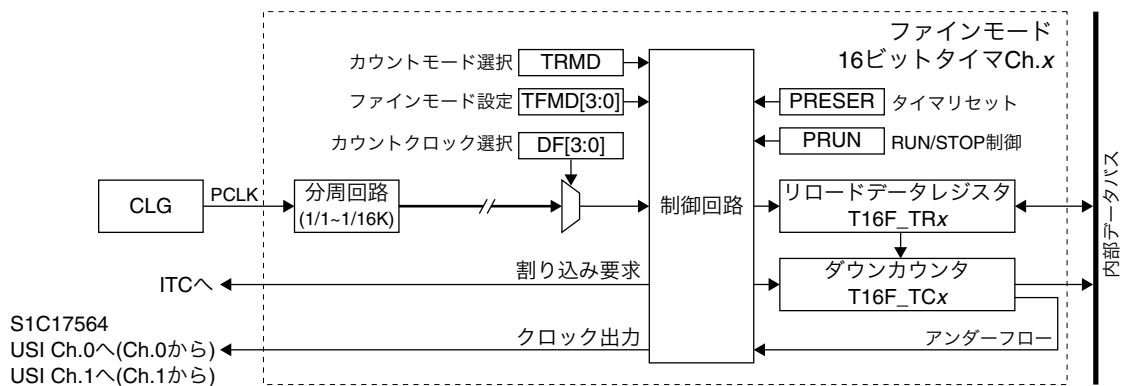 ファインモード
16ビットタイマCh.x
カウントモード選択 TRMD
ファインモード設定 TFMD[3:0]
カウントクロック選択 DF[3:0]
PRESER タイマリセット
PRUN RUN/STOP制御
CLG
PCLK
分周回路
(1/1~1/16K)
制御回路
リロードデータレジスタ
T16F_TRx
ダウンカウンタ
T16F_TCx
アンダーフロー
内部データバス
割り込み要求
ITCへ
クロック出力
S1C17564
USI Ch.0へ(Ch.0から)
USI Ch.1へ(Ch.1から)